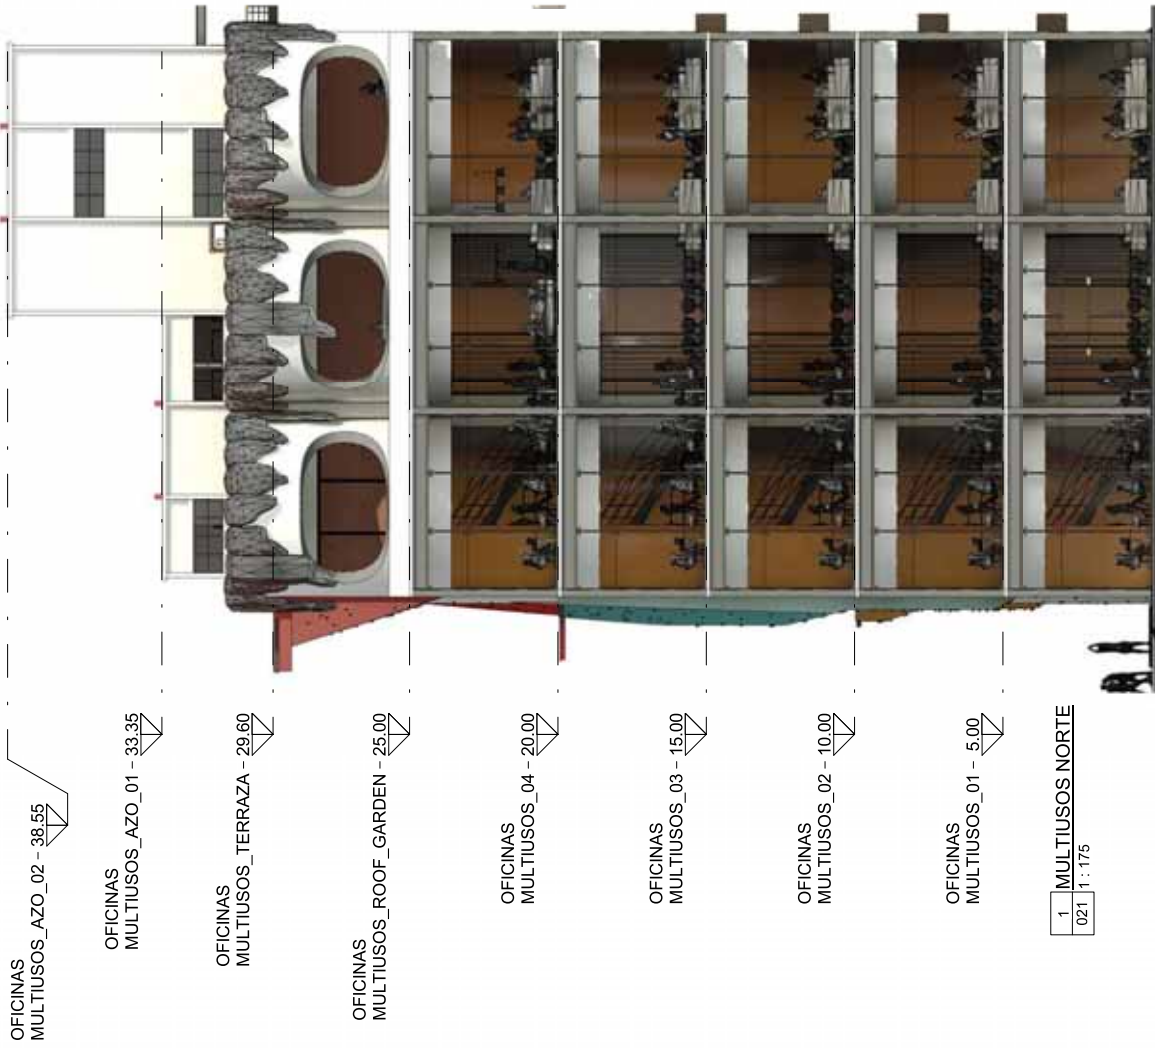 OFICINAS
MULTIUSOS_AZO_02 - 38.55
OFICINAS
MULTIUSOS_AZO_01 - 33.35
OFICINAS
MULTIUSOS_TERRAZA - 29.60
OFICINAS
MULTIUSOS_ROOF_GARDEN - 25.00
OFICINAS
MULTIUSOS_04 - 20.00
OFICINAS
MULTIUSOS_03 - 15.00
OFICINAS
MULTIUSOS_02 - 10.00
OFICINAS
MULTIUSOS_01 - 5.00
1 MULTIUSOS NORTE
021 1 : 175